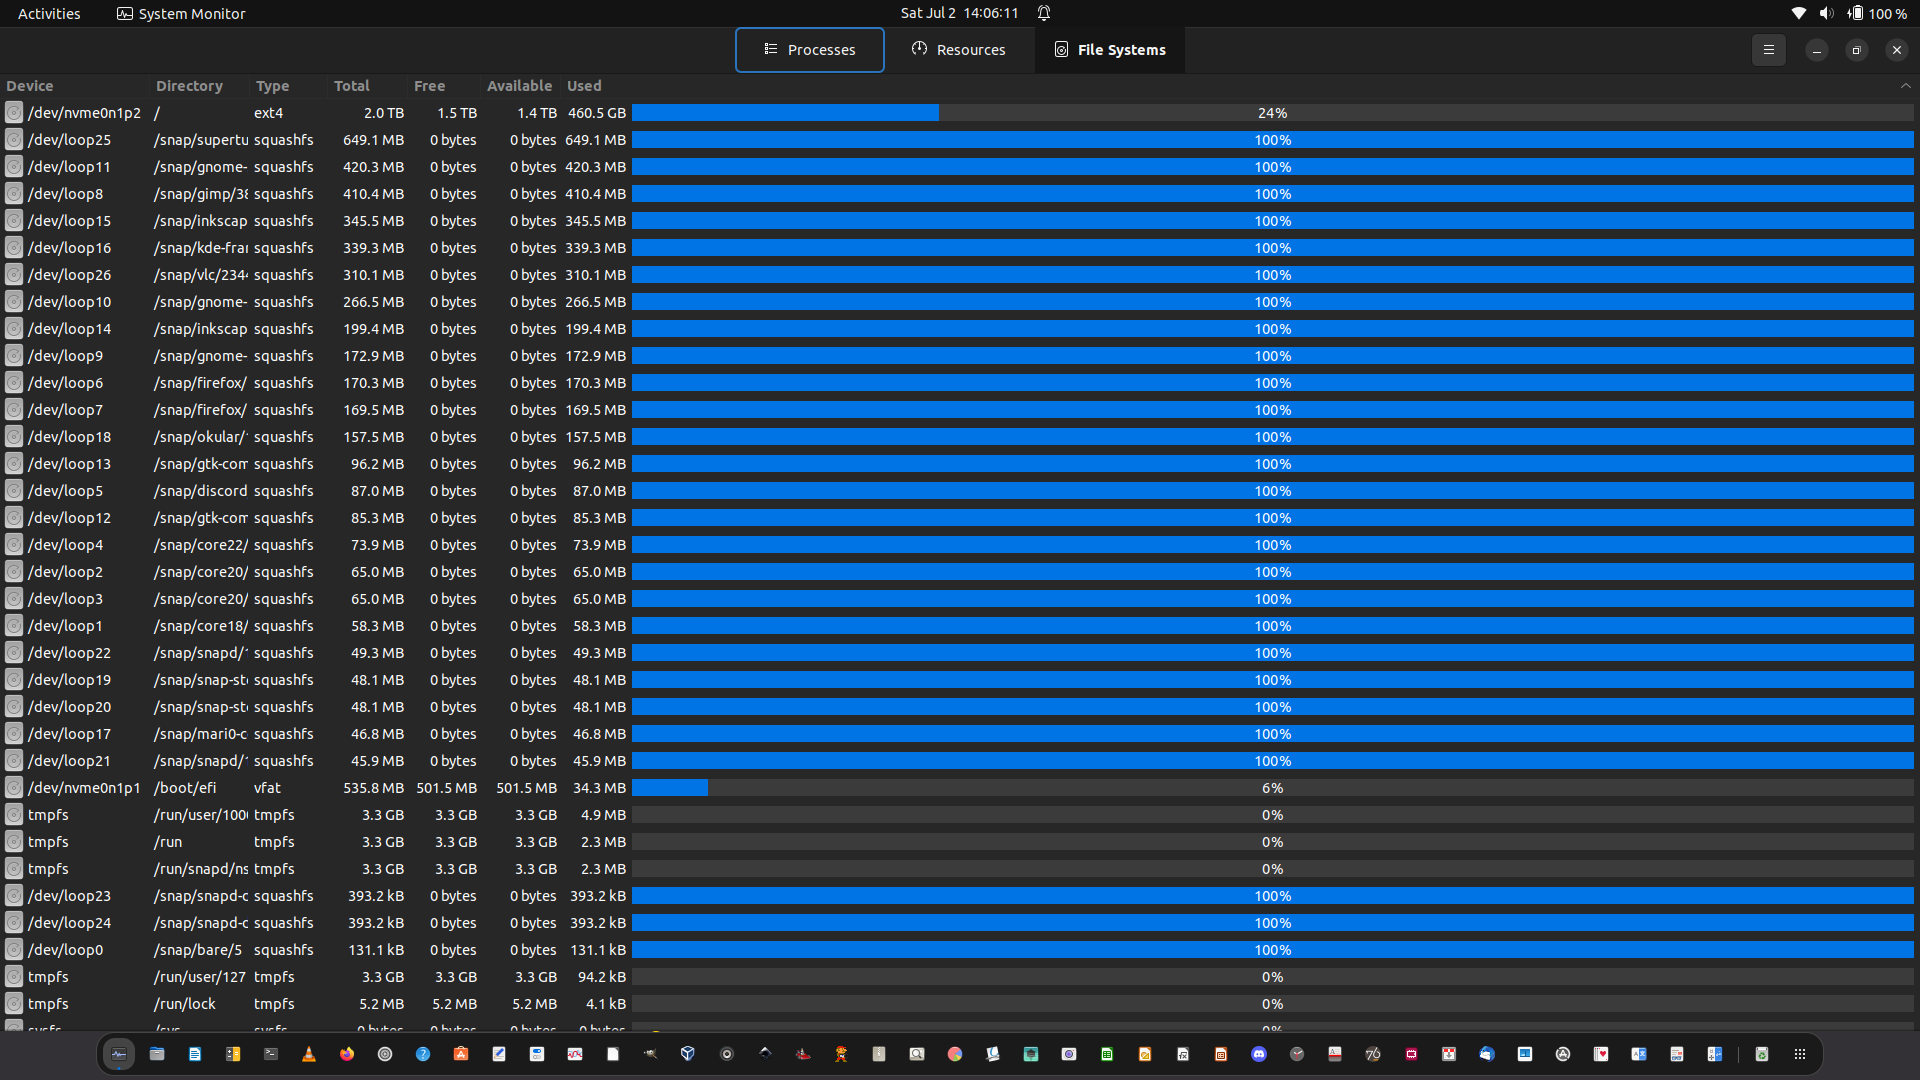 Activities System Monitor Sat Jul 2 14:06:11 100 %
Processes Resources File Systems
Device Directory Type Total Free Available Used
/dev/nvme0n1p2 / ext4 2.0 TB 1.5 TB 1.4 TB 460.5 GB 24%
/dev/loop25 /snap/supertu squashfs 649.1 MB 0 bytes 0 bytes 649.1 MB 100%
/dev/loop11 /snap/gnome- squashfs 420.3 MB 0 bytes 0 bytes 420.3 MB 100%
/dev/loop8 /snap/gimp/38 squashfs 410.4 MB 0 bytes 0 bytes 410.4 MB 100%
/dev/loop15 /snap/inkscap squashfs 345.5 MB 0 bytes 0 bytes 345.5 MB 100%
/dev/loop16 /snap/kde-frar squashfs 339.3 MB 0 bytes 0 bytes 339.3 MB 100%
/dev/loop26 /snap/vlc/2344 squashfs 310.1 MB 0 bytes 0 bytes 310.1 MB 100%
/dev/loop10 /snap/gnome- squashfs 266.5 MB 0 bytes 0 bytes 266.5 MB 100%
/dev/loop14 /snap/inkscap squashfs 199.4 MB 0 bytes 0 bytes 199.4 MB 100%
/dev/loop9 /snap/gnome- squashfs 172.9 MB 0 bytes 0 bytes 172.9 MB 100%
/dev/loop6 /snap/firefox/ squashfs 170.3 MB 0 bytes 0 bytes 170.3 MB 100%
/dev/loop7 /snap/firefox/ squashfs 169.5 MB 0 bytes 0 bytes 169.5 MB 100%
/dev/loop18 /snap/okular/1 squashfs 157.5 MB 0 bytes 0 bytes 157.5 MB 100%
/dev/loop13 /snap/gtk-com squashfs 96.2 MB 0 bytes 0 bytes 96.2 MB 100%
/dev/loop5 /snap/discord squashfs 87.0 MB 0 bytes 0 bytes 87.0 MB 100%
/dev/loop12 /snap/gtk-com squashfs 85.3 MB 0 bytes 0 bytes 85.3 MB 100%
/dev/loop4 /snap/core22/ squashfs 73.9 MB 0 bytes 0 bytes 73.9 MB 100%
/dev/loop2 /snap/core20/ squashfs 65.0 MB 0 bytes 0 bytes 65.0 MB 100%
/dev/loop3 /snap/core20/ squashfs 65.0 MB 0 bytes 0 bytes 65.0 MB 100%
/dev/loop1 /snap/core18/ squashfs 58.3 MB 0 bytes 0 bytes 58.3 MB 100%
/dev/loop22 /snap/snapd/1 squashfs 49.3 MB 0 bytes 0 bytes 49.3 MB 100%
/dev/loop19 /snap/snap-sto squashfs 48.1 MB 0 bytes 0 bytes 48.1 MB 100%
/dev/loop20 /snap/snap-sto squashfs 48.1 MB 0 bytes 0 bytes 48.1 MB 100%
/dev/loop17 /snap/mari0-c squashfs 46.8 MB 0 bytes 0 bytes 46.8 MB 100%
/dev/loop21 /snap/snapd/1 squashfs 45.9 MB 0 bytes 0 bytes 45.9 MB 100%
/dev/nvme0n1p1 /boot/efi vfat 535.8 MB 501.5 MB 501.5 MB 34.3 MB 6%
tmpfs /run/user/1000 tmpfs 3.3 GB 3.3 GB 3.3 GB 4.9 MB 0%
tmpfs /run tmpfs 3.3 GB 3.3 GB 3.3 GB 2.3 MB 0%
tmpfs /run/snapd/ns tmpfs 3.3 GB 3.3 GB 3.3 GB 2.3 MB 0%
/dev/loop23 /snap/snapd-c squashfs 393.2 kB 0 bytes 0 bytes 393.2 kB 100%
/dev/loop24 /snap/snapd-c squashfs 393.2 kB 0 bytes 0 bytes 393.2 kB 100%
/dev/loop0 /snap/bare/5 squashfs 131.1 kB 0 bytes 0 bytes 131.1 kB 100%
tmpfs /run/user/127 tmpfs 3.3 GB 3.3 GB 3.3 GB 94.2 kB 0%
tmpfs /run/lock tmpfs 5.2 MB 5.2 MB 5.2 MB 4.1 kB 0%
sysfs /sys sysfs 0 bytes 0 bytes 0 bytes 0 bytes 0%